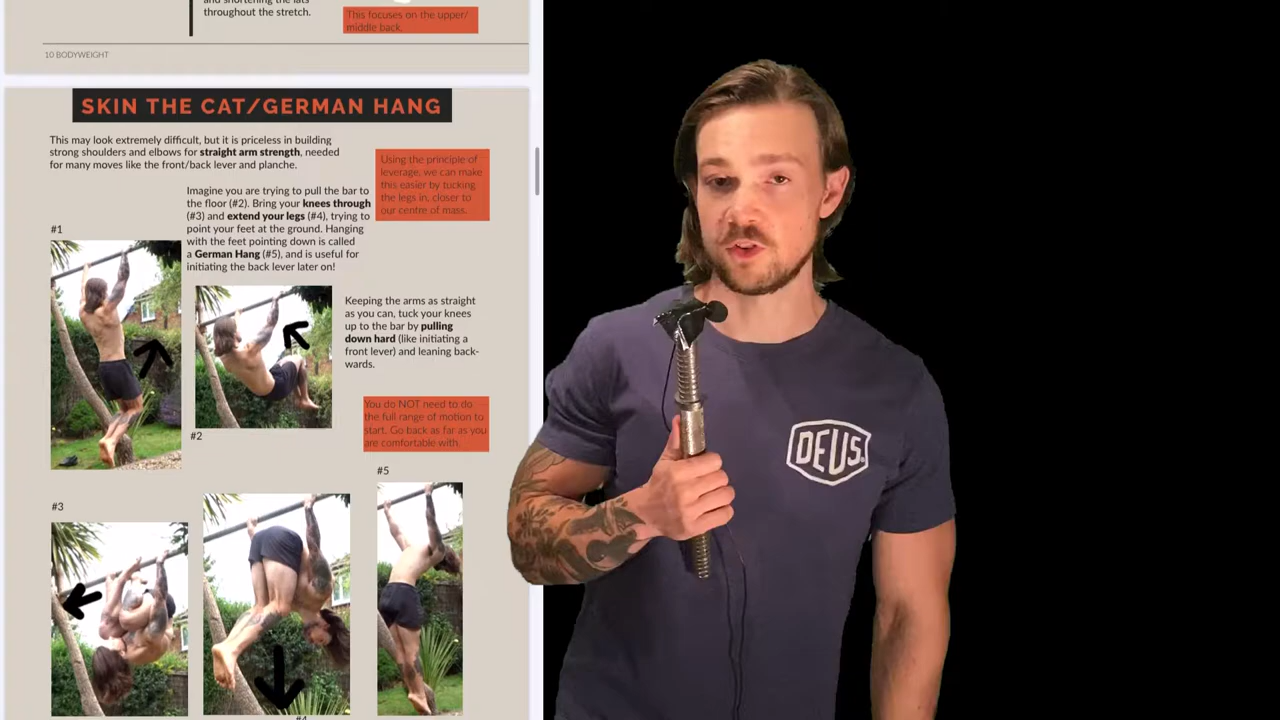 and shortening the lats
throughout the stretch.
This focuses on the upper/
middle back.
10 BODYWEIGHT
SKIN THE CAT/GERMAN HANG
This may look extremely difficult, but it is priceless in building
strong shoulders and elbows for straight arm strength, needed
for many moves like the front/back lever and planche.
Using the principle of
leverage, we can make
this easier by tucking
the legs in, closer to
our centre of mass.
Imagine you are trying to pull the bar to
the floor (#2). Bring your knees through
(#3) and extend your legs (#4), trying to
point your feet at the ground. Hanging
with the feet pointing down is called
a German Hang (#5), and is useful for
initiating the back lever later on!
#1
Keeping the arms as straight
as you can, tuck your knees
up to the bar by pulling
down hard (like initiating a
front lever) and leaning back-
wards.
#2
You do NOT need to do
the full range of motion to
start. Go back as far as you
are comfortable with.
#5
#3
#4
DEUS.